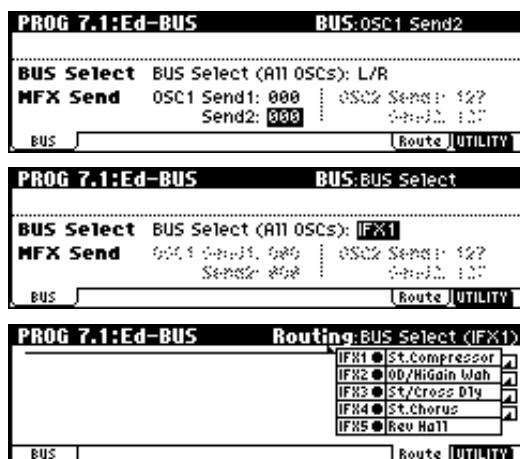 PROG 7.1:Ed-BUS BUS:OSC1 Send2
BUS Select BUS Select (All OSCs): L/R
MFX Send OSC1 Send1: 000 OSC2 Send1: 127
Send2: 000 Send2: 127
BUS Route UTILITY
PROG 7.1:Ed-BUS BUS:BUS Select
BUS Select BUS Select (All OSCs): IFX1
MFX Send OSC1 Send1: 000 OSC2 Send1: 127
Send2: 000 Send2: 127
BUS Route UTILITY
PROG 7.1:Ed-BUS Routing:BUS Select (IFX1)
IFX1 ● St.Compressor
IFX2 ● OD/HiGain Wah
IFX3 ● St/Cross Dly
IFX4 ● St.Chorus
IFX5 ● Rev Hall
BUS Route UTILITY